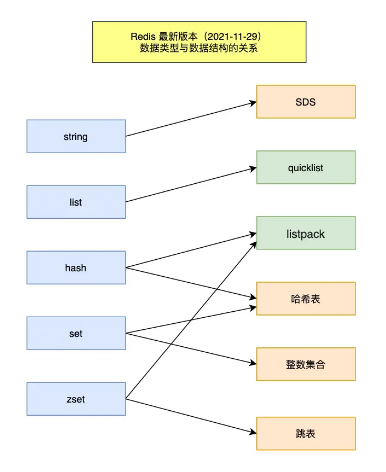 Redis 最新版本（2021-11-29）
数据类型与数据结构的关系
SDS
string
quicklist
list
listpack
hash
哈希表
set
整数集合
zset
跳表